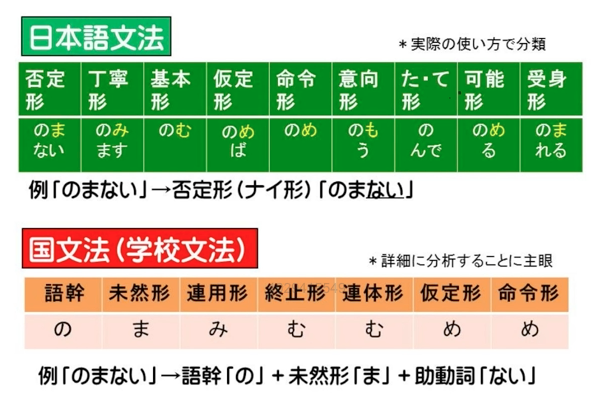 日本語文法
＊実際の使い方で分類
否定形 丁寧形 基本形 仮定形 命令形 意向形 た・て形 可能形 受身形
のまない のみます のむ のめば のめ のもう のんで のめる のまれる
例「のまない」→否定形(ナイ形)「のまない」
国文法(学校文法)
＊詳細に分析することに主眼
語幹 未然形 連用形 終止形 連体形 仮定形 命令形
の ま み む む め め
例「のまない」→語幹「の」+未然形「ま」+助動詞「ない」